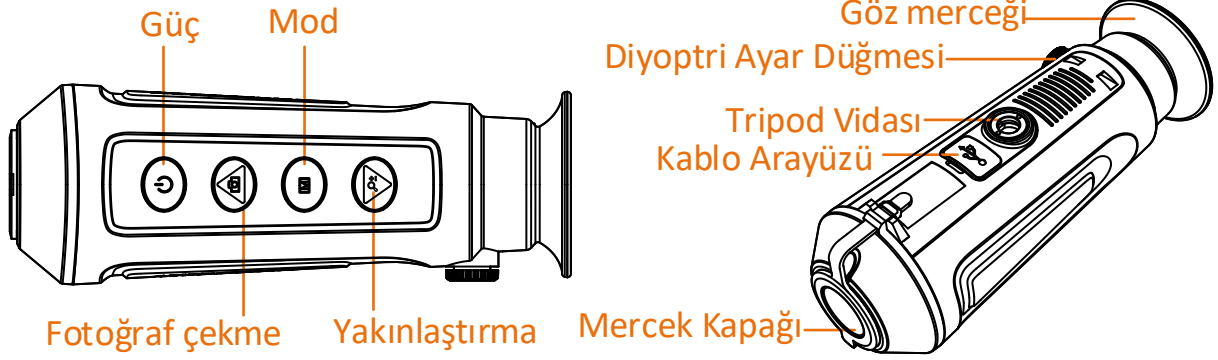 Güç
Mod
Fotoğraf çekme
Yakınlaştırma
Göz merceği
Diyoptri Ayar Düğmesi
Tripod Vidası
Kablo Arayüzü
Mercek Kapağı